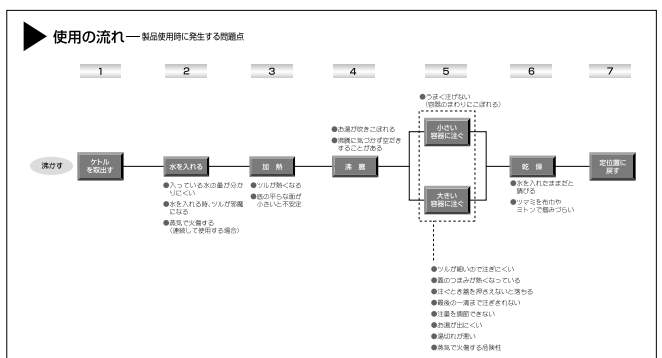 使用の流れ―製品使用時に発生する問題点
1
2
3
4
5
6
7
●うまく注げない
（容器のまわりにこぼれる）
●お湯が吹きこぼれる
●沸騰に気づかず空だき
することがある
沸かす
ケトル
を取出す
水を入れる
加 熱
沸 騰
小さい
容器に注ぐ
大きい
容器に注ぐ
乾 燥
定位置に
戻す
●入っている水の量が分か
りにくい
●水を入れる時、ツルが邪魔
になる
●蒸気で火傷する
（連続して使用する場合）
●ツルが熱くなる
●底の平らな面が
小さいと不安定
●水を入れたままだと
錆びる
●ツマミを布巾や
ミトンで掴みづらい
●ツルが細いので注ぎにくい
●蓋のつまみが熱くなっている
●注ぐとき蓋を押さえないと落ちる
●最後の一滴まで注ぎきれない
●注量を調節できない
●お湯が出にくい
●湯切れが悪い
●蒸気で火傷する危険性